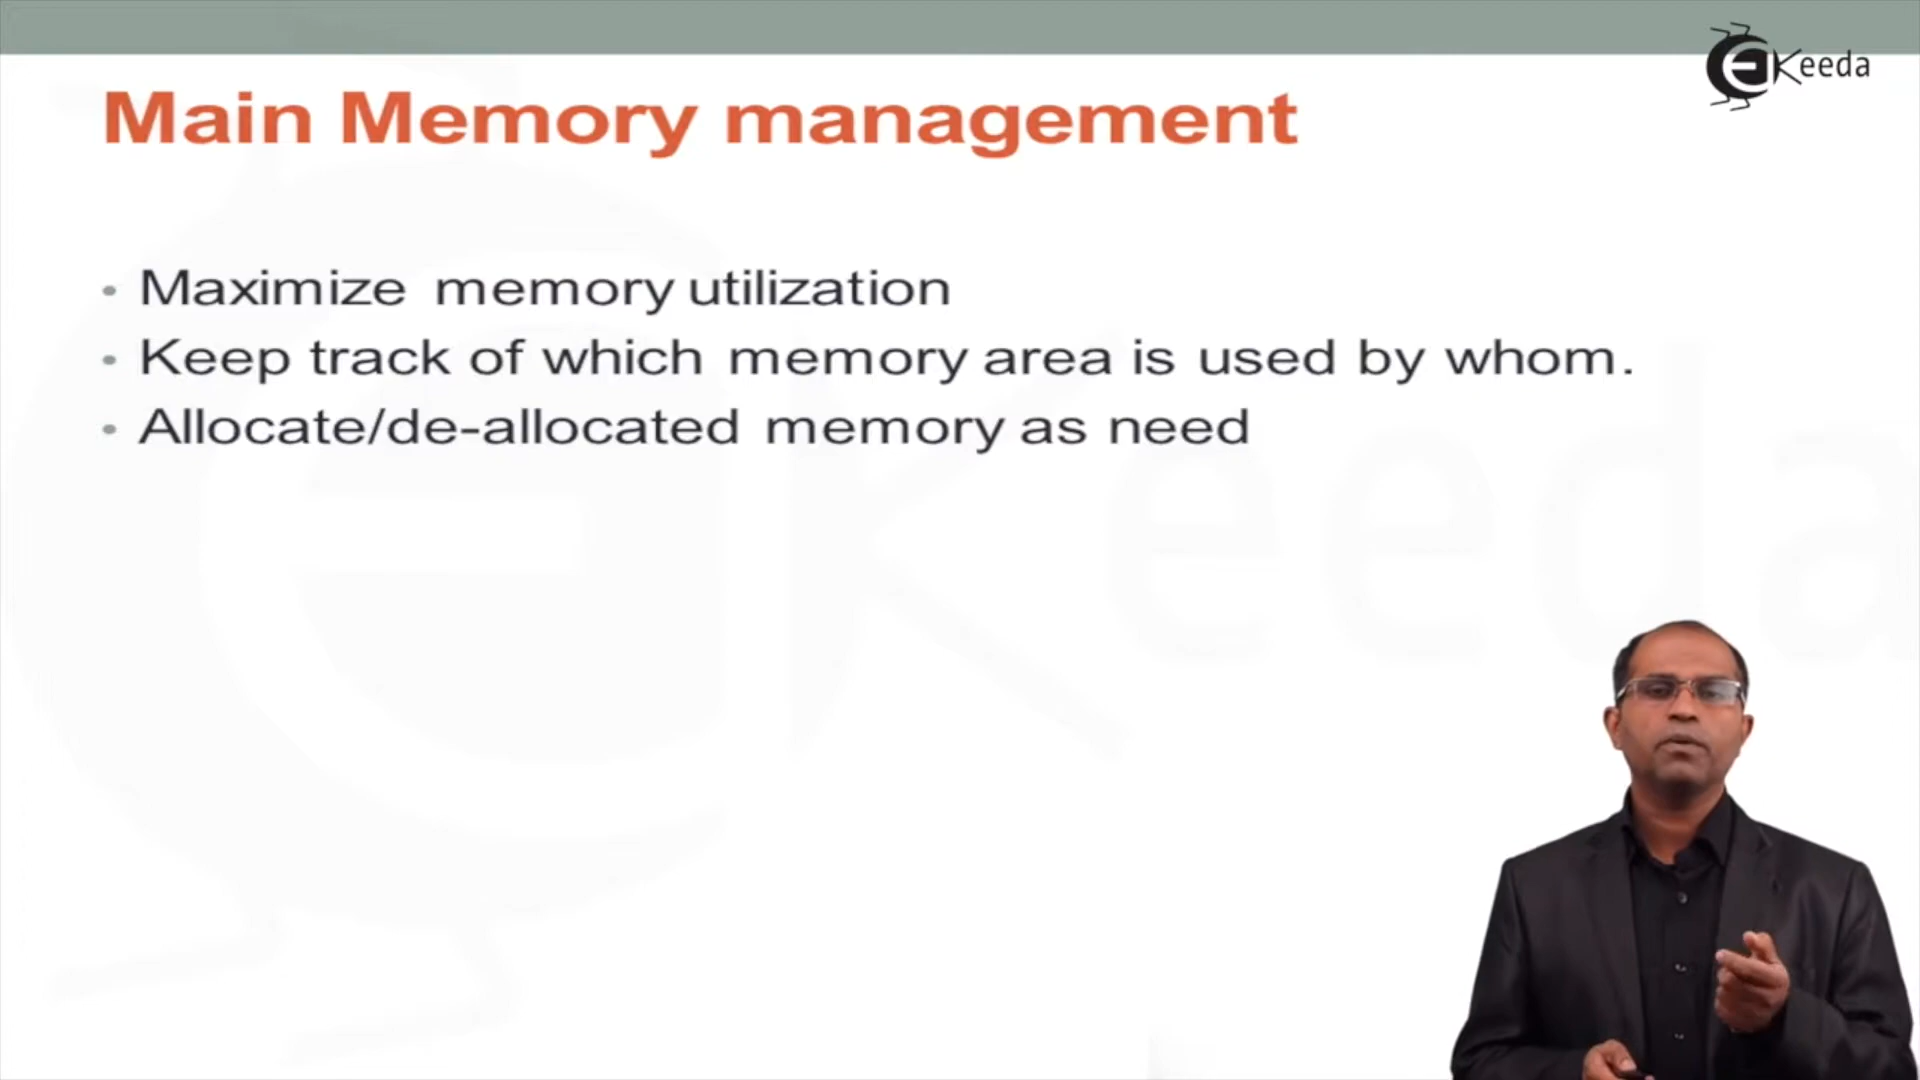 EKeeda
Main Memory management
• Maximize memory utilization
• Keep track of which memory area is used by whom.
• Allocate/de-allocated memory as need